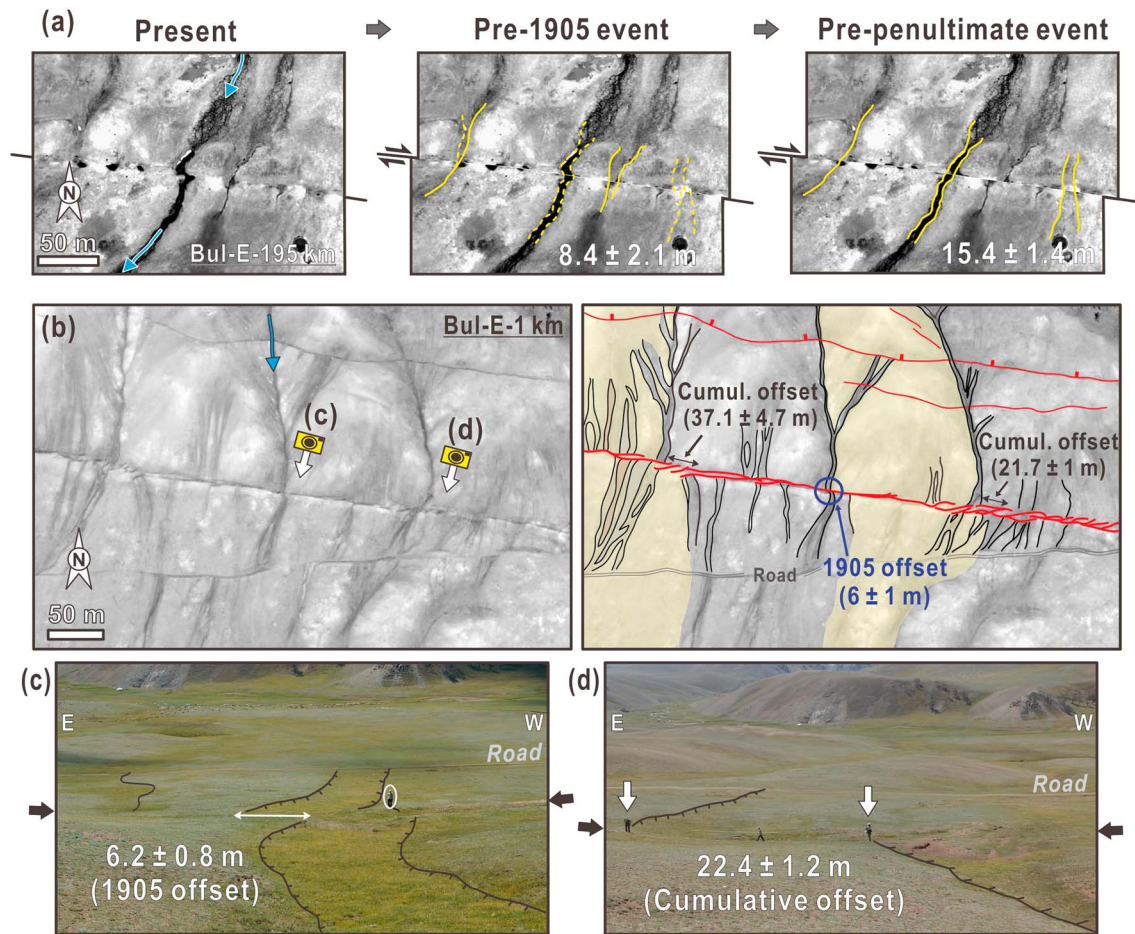 (a)
Present
Pre-1905 event
Pre-penultimate event
N
50 m
Bul-E-195 km
8.4 ± 2.1 m
15.4 ± 1.4 m
(b)
Bul-E-1 km
(c)
(d)
N
50 m
Cumul. offset
(37.1 ± 4.7 m)
Cumul. offset
(21.7 ± 1 m)
Road
1905 offset
(6 ± 1 m)
(c)
E
W
Road
6.2 ± 0.8 m
(1905 offset)
(d)
E
W
Road
22.4 ± 1.2 m
(Cumulative offset)